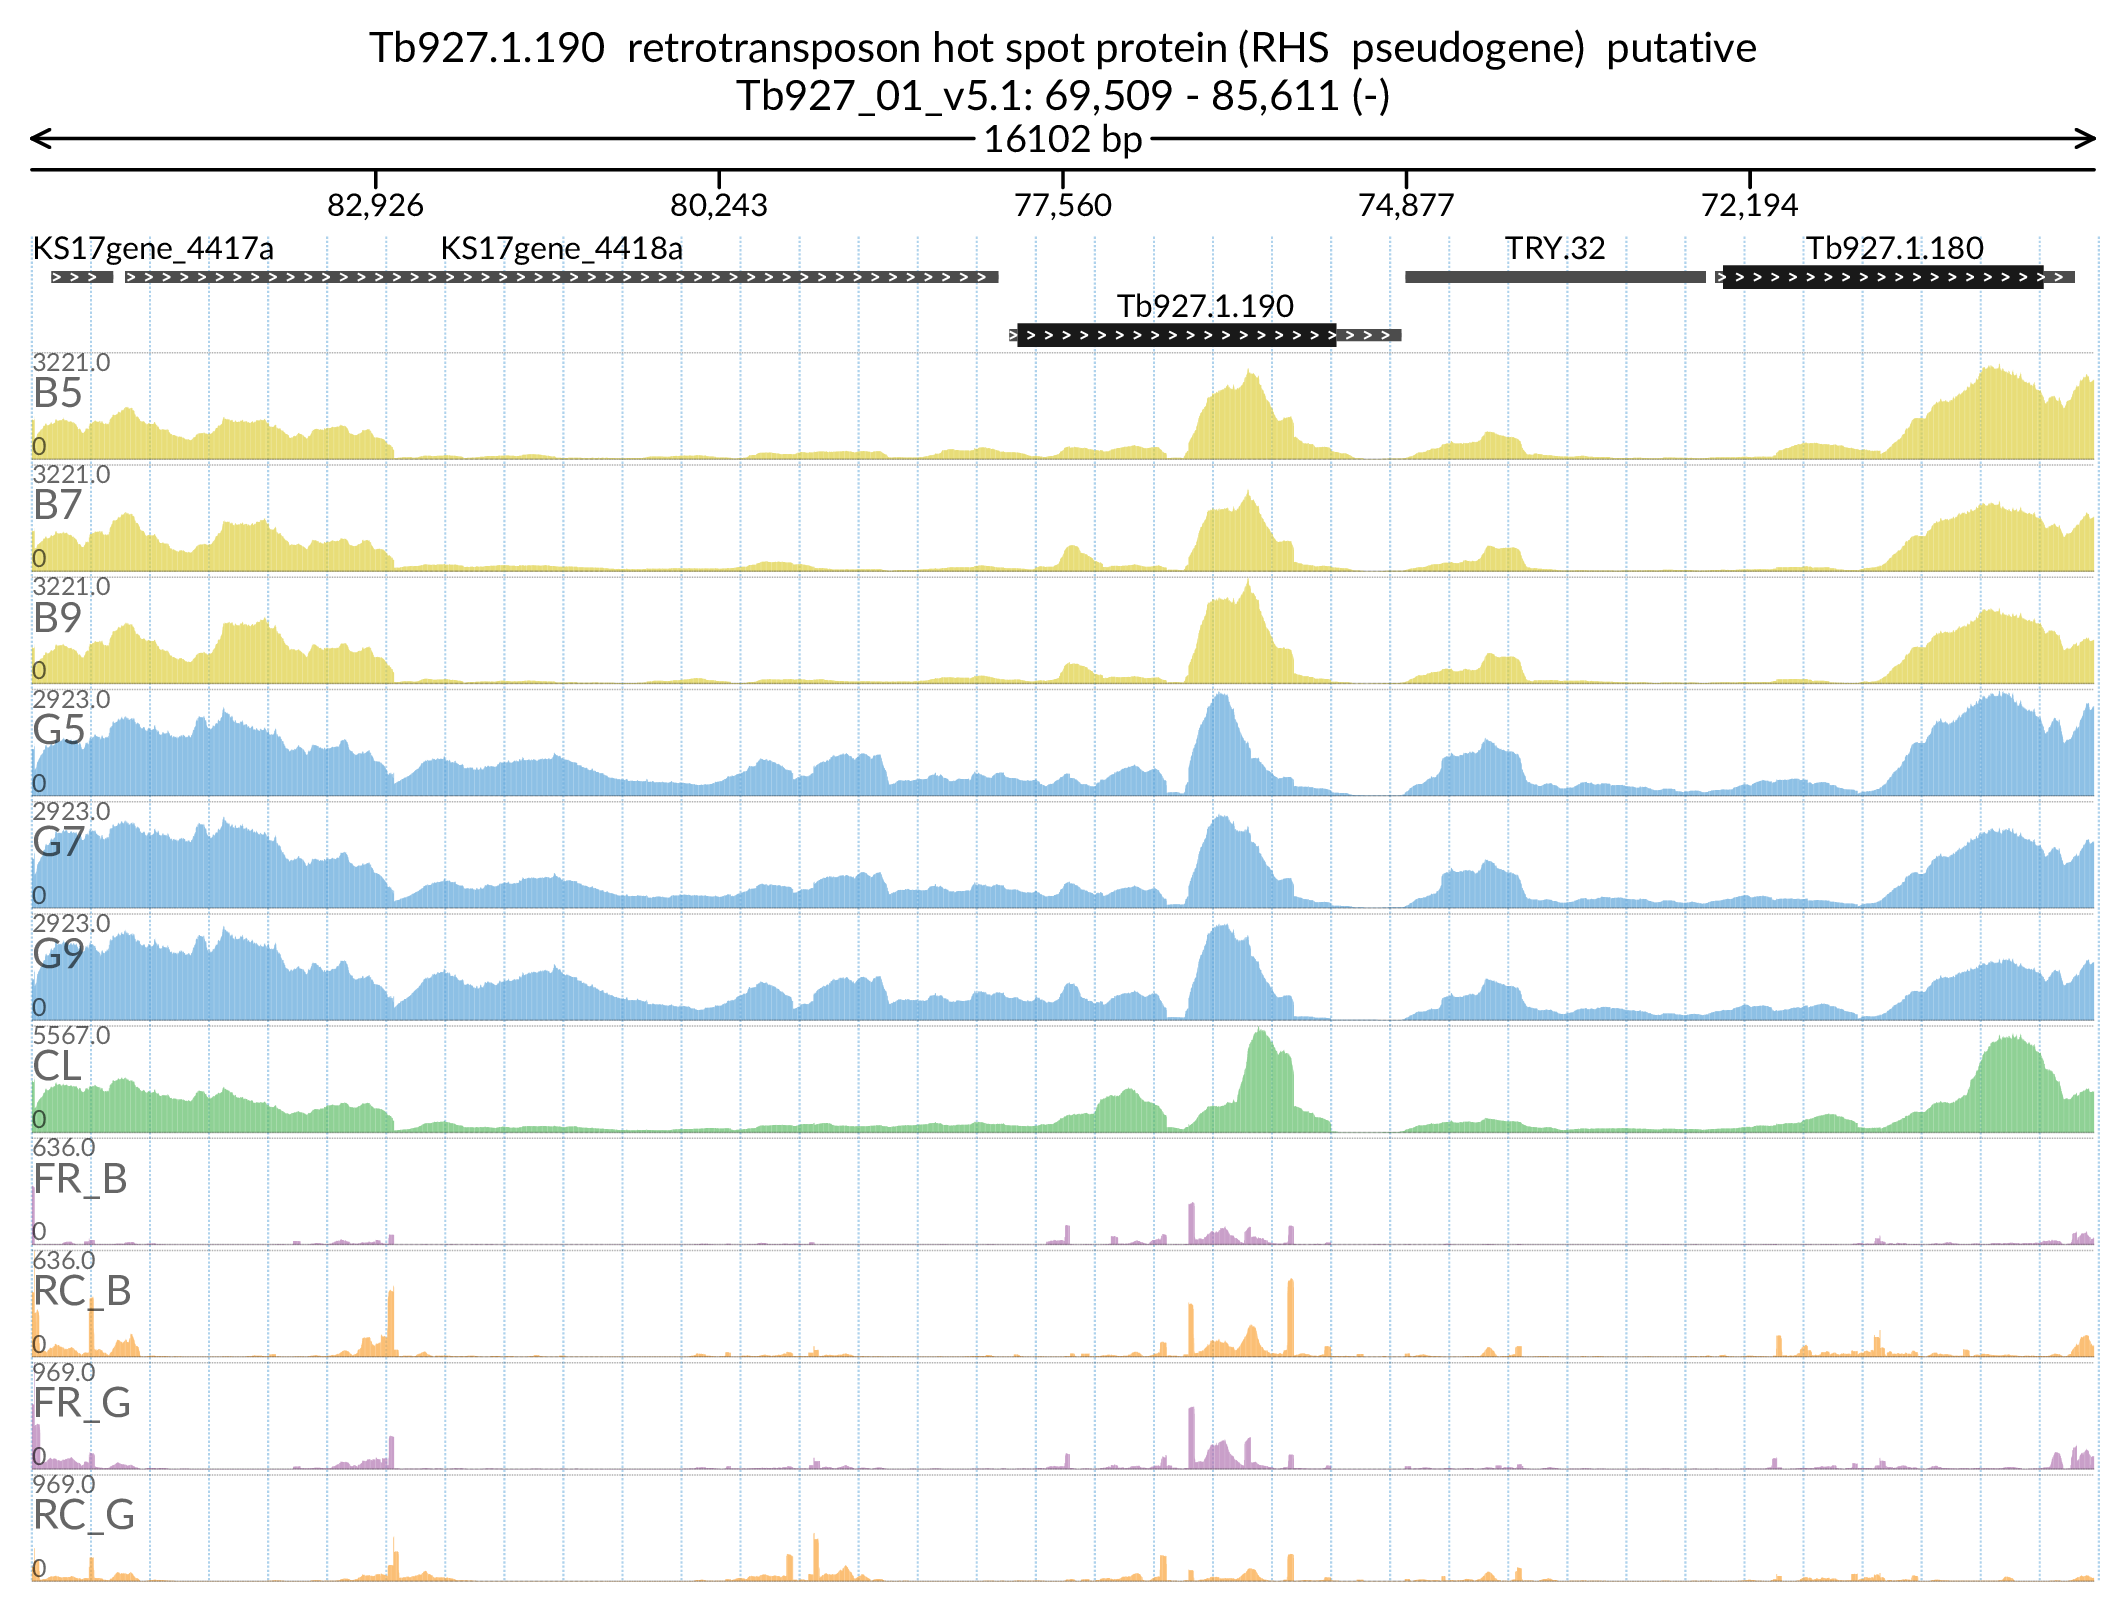 Tb927.1.190 retrotransposon hot spot protein (RHS pseudogene) putative
Tb927_01_v5.1: 69,509 - 85,611 (-)
16102 bp
82,926 80,243 77,560 74,877 72,194
KS17gene_4417a KS17gene_4418a TRY.32 Tb927.1.180
Tb927.1.190
3221.0
B5
0
3221.0
B7
0
3221.0
B9
0
2923.0
G5
0
2923.0
G7
0
2923.0
G9
0
5567.0
CL
0
636.0
FR_B
0
636.0
RC_B
0
969.0
FR_G
0
969.0
RC_G
0